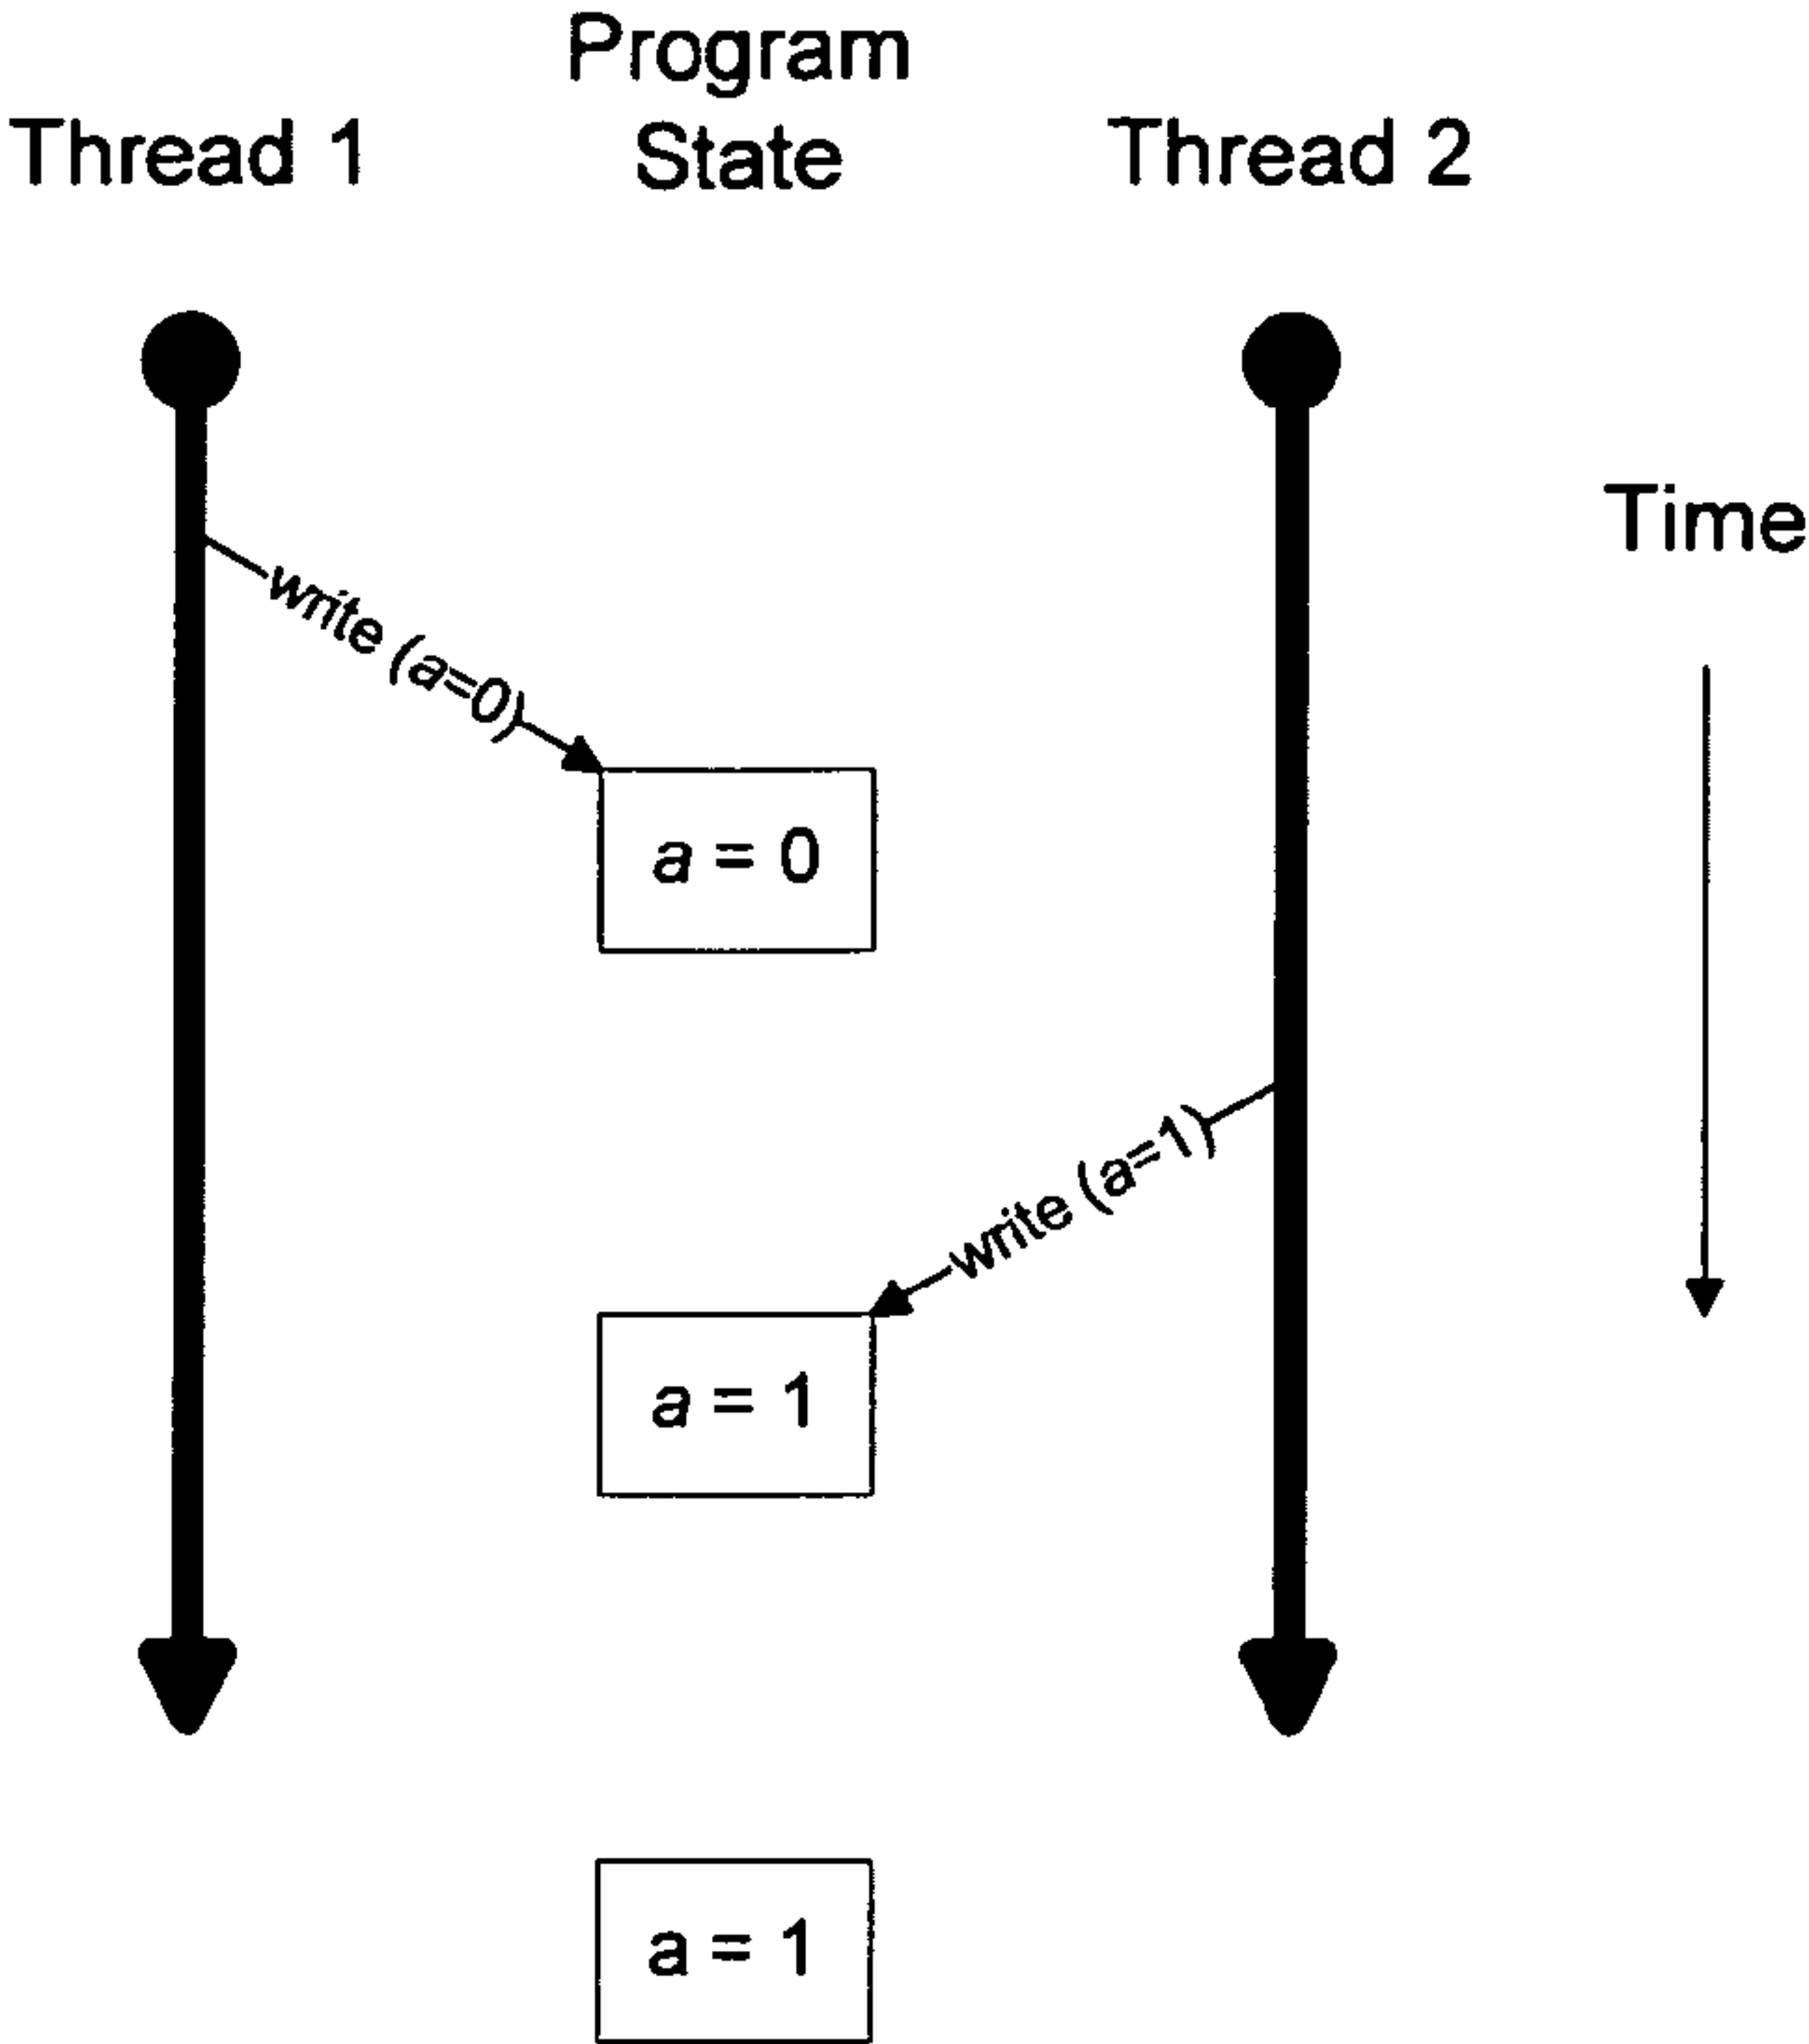 Program
Thread 1 State Thread 2
Time
write (a=0)
a = 0
write (a=1)
a = 1
a = 1